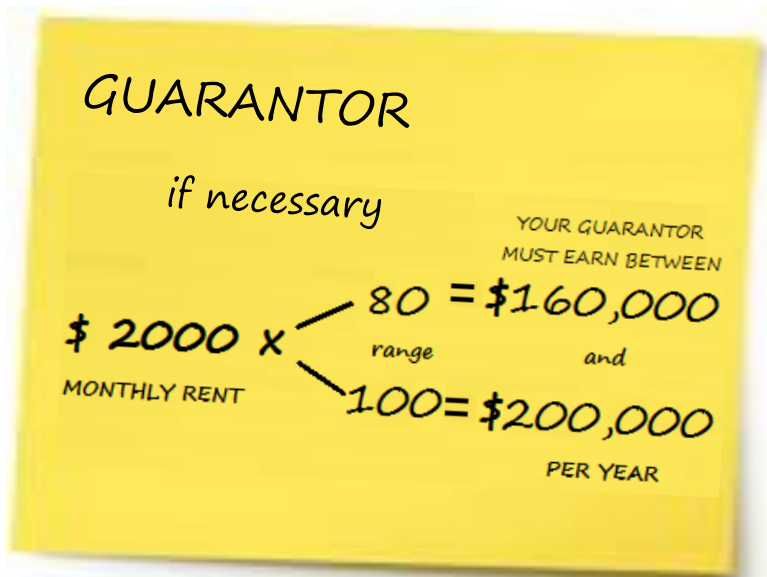 GUARANTOR
if necessary
YOUR GUARANTOR
MUST EARN BETWEEN
80 = $160,000
$ 2000 x
range and
MONTHLY RENT
100= $200,000
PER YEAR